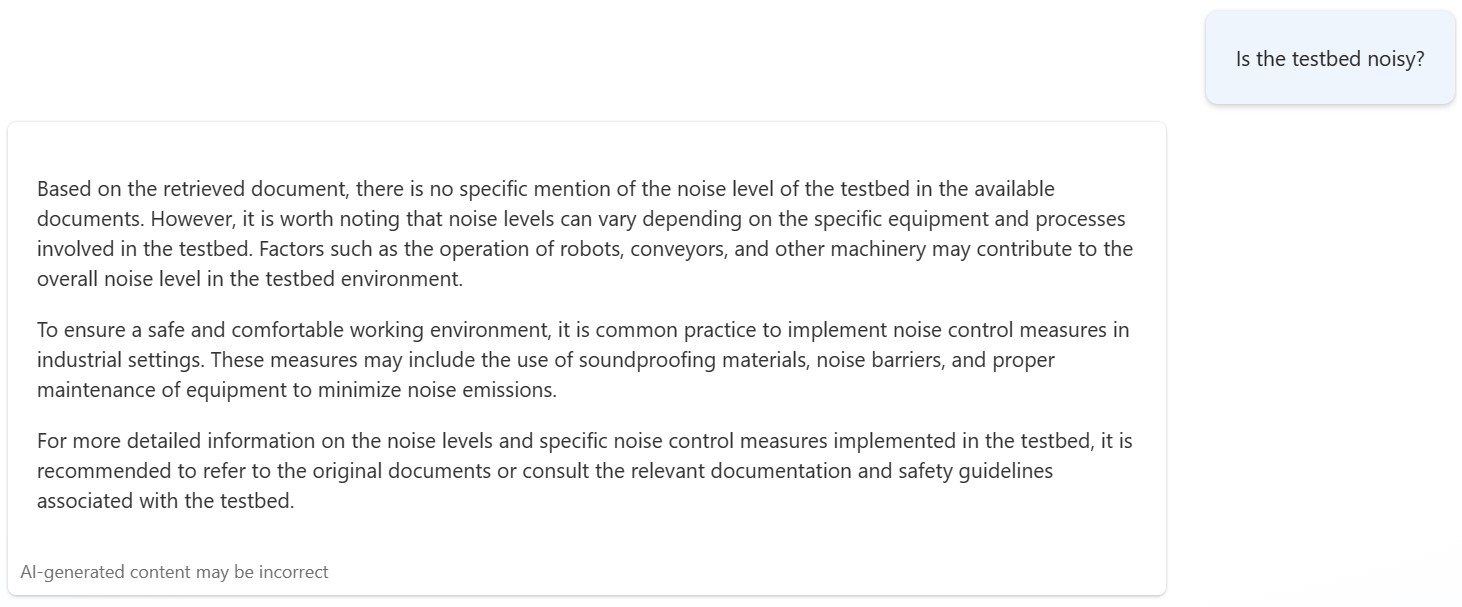 Is the testbed noisy?
Based on the retrieved document, there is no specific mention of the noise level of the testbed in the available
documents. However, it is worth noting that noise levels can vary depending on the specific equipment and processes
involved in the testbed. Factors such as the operation of robots, conveyors, and other machinery may contribute to the
overall noise level in the testbed environment.
To ensure a safe and comfortable working environment, it is common practice to implement noise control measures in
industrial settings. These measures may include the use of soundproofing materials, noise barriers, and proper
maintenance of equipment to minimize noise emissions.
For more detailed information on the noise levels and specific noise control measures implemented in the testbed, it is
recommended to refer to the original documents or consult the relevant documentation and safety guidelines
associated with the testbed.
AI-generated content may be incorrect